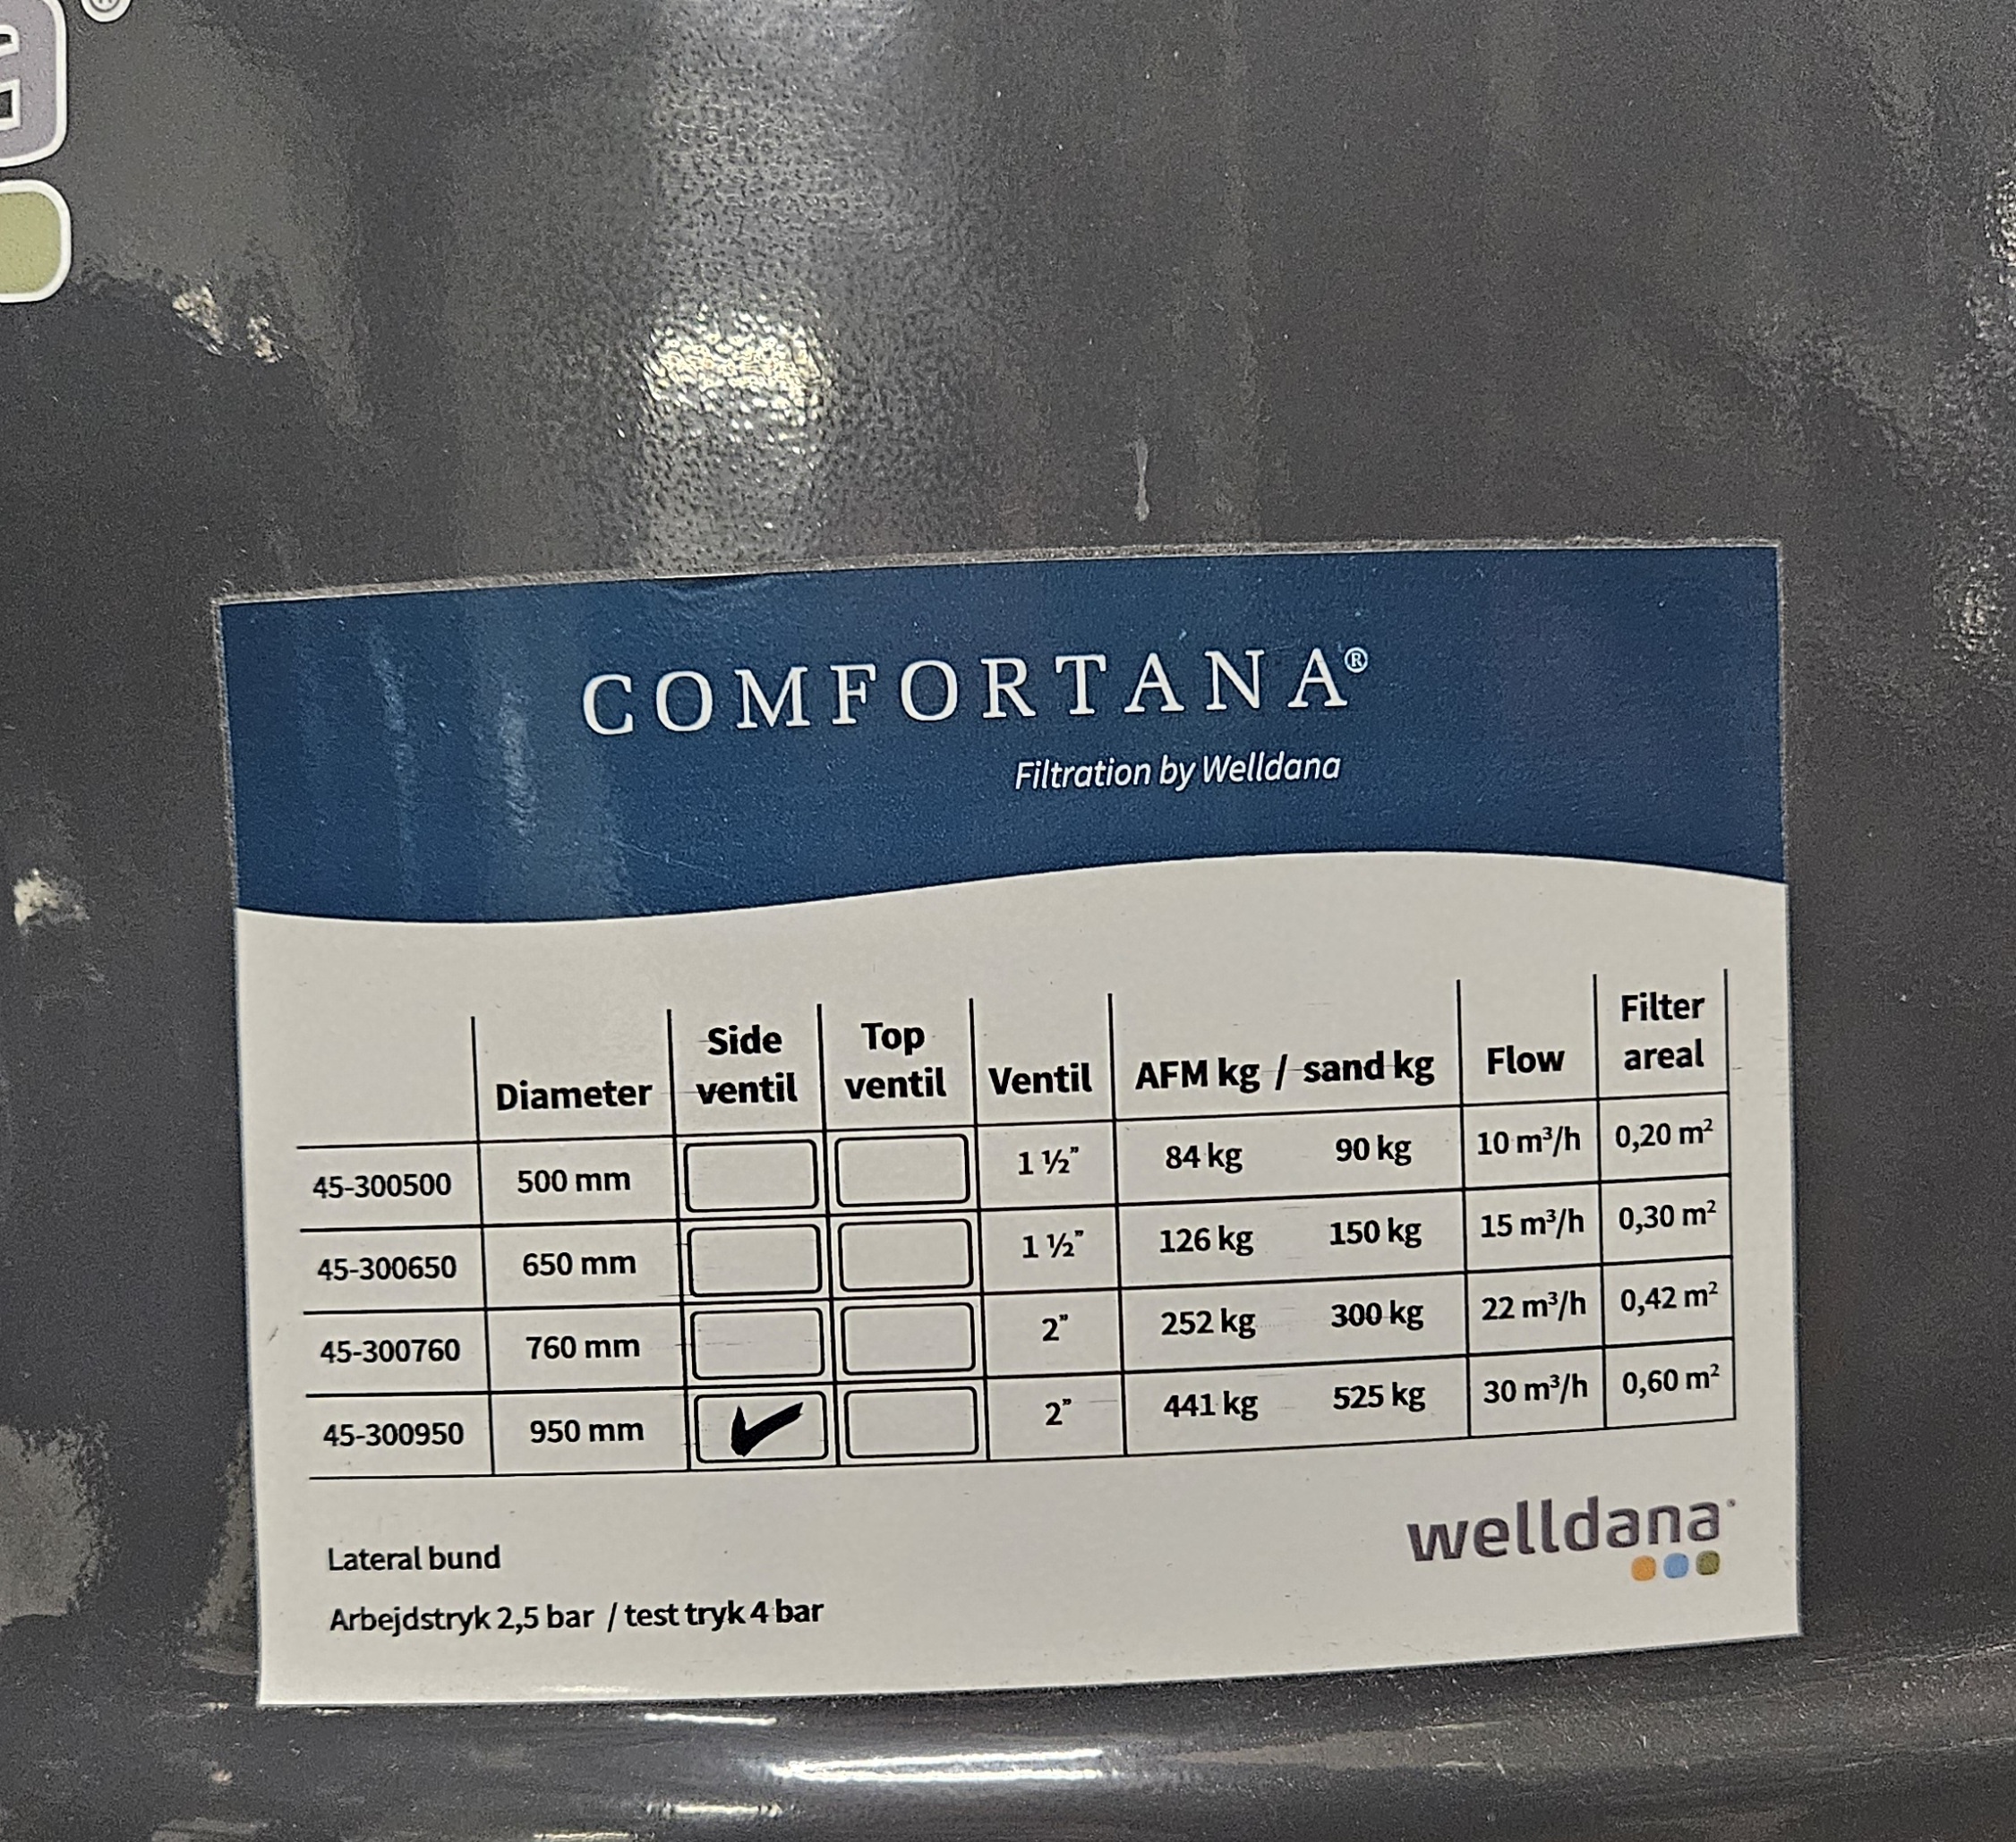 COMFORTANA®
Filtration by Welldana
Diameter Side ventil Top ventil Ventil AFM kg / sand kg Flow Filter areal
45-300500 500 mm 1 ½” 84 kg 90 kg 10 m³/h 0,20 m²
45-300650 650 mm 1 ½” 126 kg 150 kg 15 m³/h 0,30 m²
45-300760 760 mm 2” 252 kg 300 kg 22 m³/h 0,42 m²
45-300950 950 mm ✓ 2” 441 kg 525 kg 30 m³/h 0,60 m²
Lateral bund
Arbejdstryk 2,5 bar / test tryk 4 bar
welldana